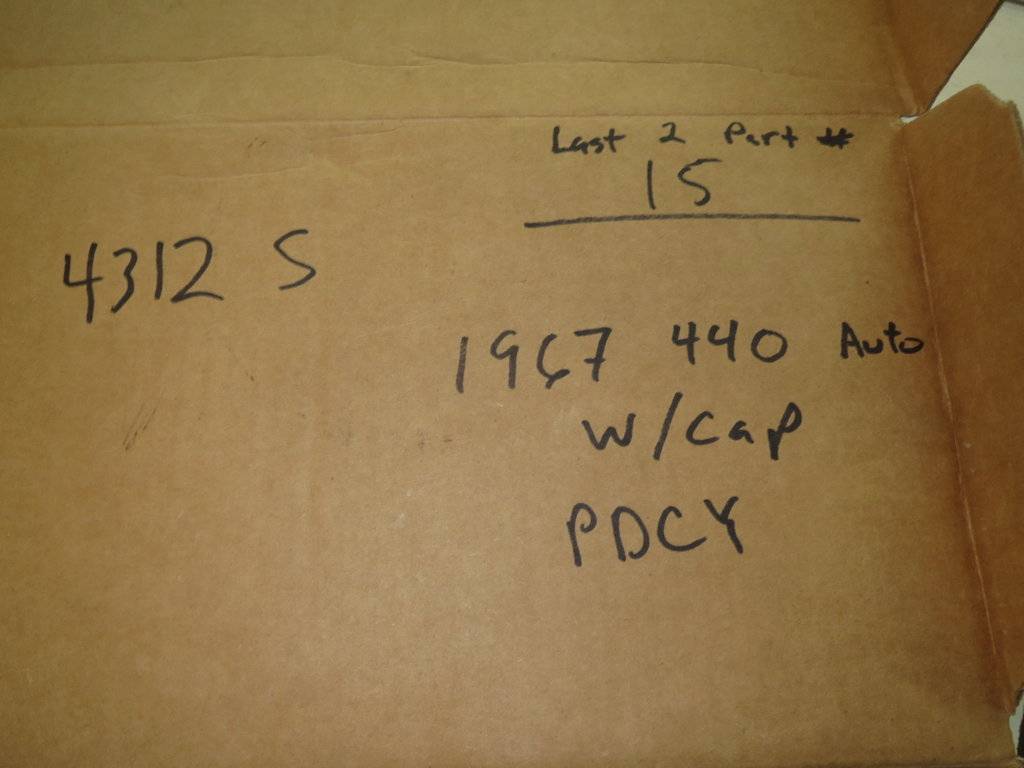 Last 2 Part #
15
4312 S
1967 440 Auto
W/Cap
PDCY